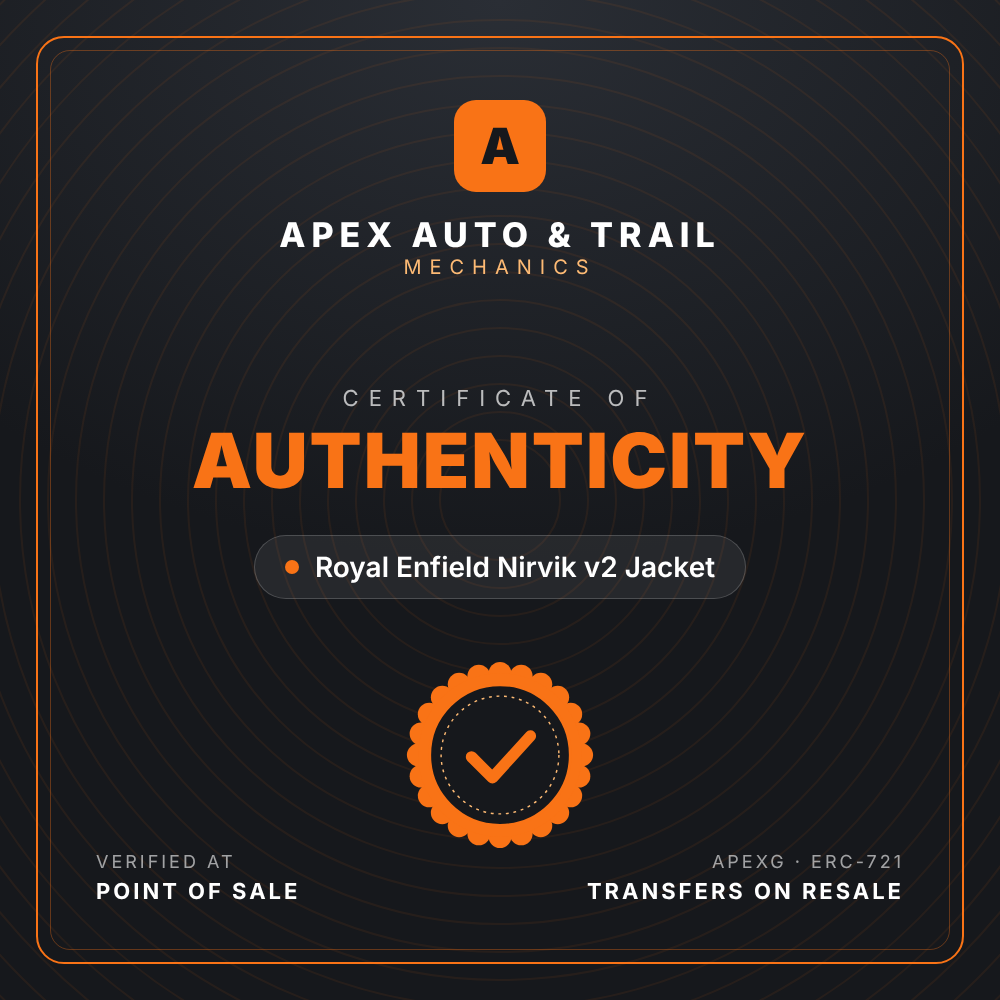 A
APEX AUTO & TRAIL
MECHANICS
CERTIFICATE OF
AUTHENTICITY
Royal Enfield Nirvik v2 Jacket
VERIFIED AT
POINT OF SALE
APEXG · ERC-721
TRANSFERS ON RESALE